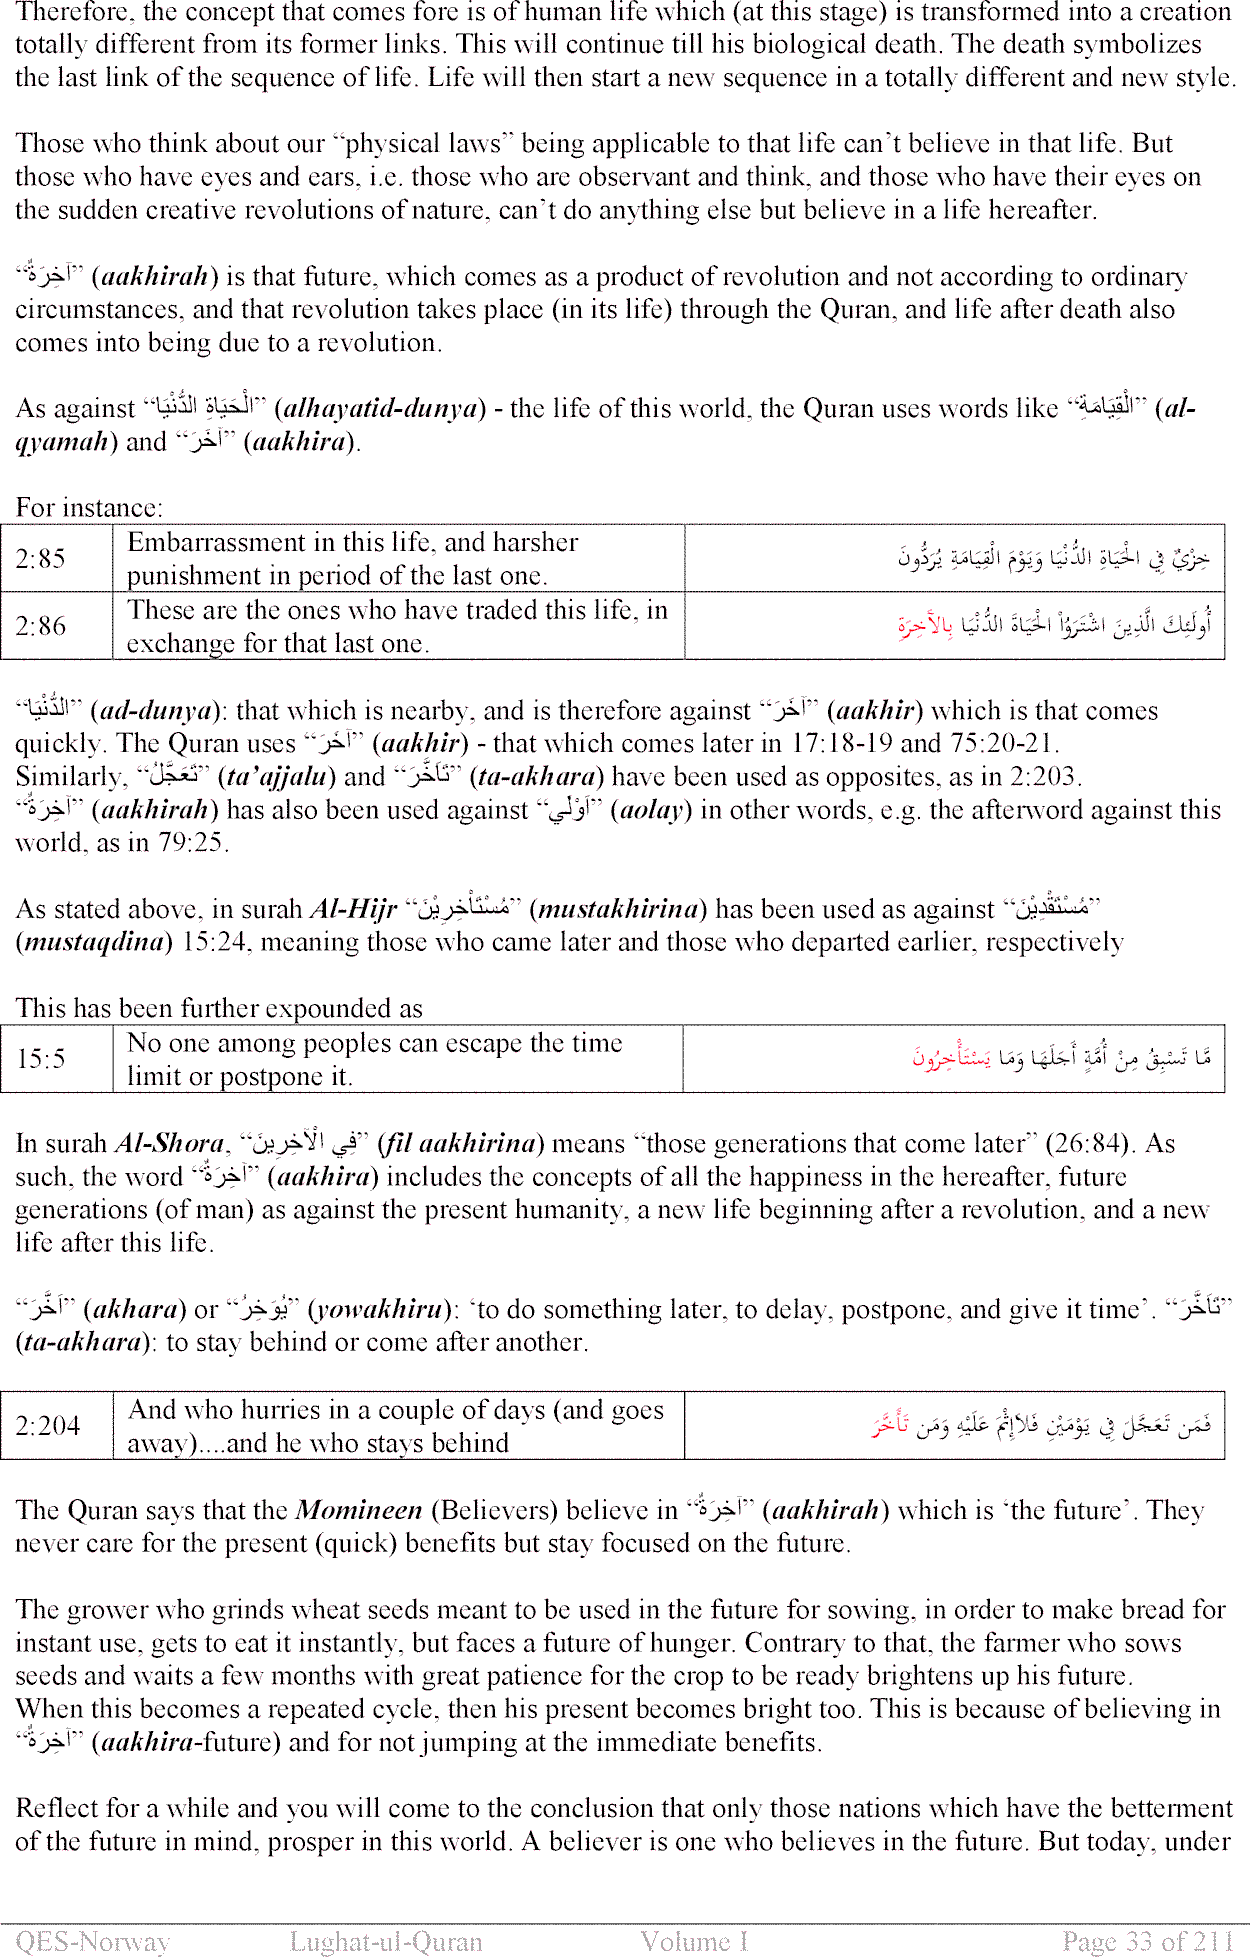 Therefore, the concept that comes fore is of human life which (at this stage) is transformed into a creation
totally different from its former links. This will continue till his biological death. The death symbolizes
the last link of the sequence of life. Life will then start a new sequence in a totally different and new style.
Those who think about our “physical laws” being applicable to that life can’t believe in that life. But
those who have eyes and ears, i.e. those who are observant and think, and those who have their eyes on
the sudden creative revolutions of nature, can’t do anything else but believe in a life hereafter.
“آخِرَةٌ” (aakhirah) is that future, which comes as a product of revolution and not according to ordinary
circumstances, and that revolution takes place (in its life) through the Quran, and life after death also
comes into being due to a revolution.
As against “الْحَيَاةِ الدُّنْيَا” (alhayatid-dunya) - the life of this world, the Quran uses words like “الْقِيَامَةِ” (al-
qyamah) and “آخَرَ” (aakhira).
For instance:
2:85 Embarrassment in this life, and harsher
punishment in period of the last one. خِزْيٌ فِي الْحَيَاةِ الدُّنْيَا وَيَوْمَ الْقِيَامَةِ يُرَدُّونَ
2:86 These are the ones who have traded this life, in
exchange for that last one. أُولَئِكَ الَّذِينَ اشْتَرَوُاْ الْحَيَاةَ الدُّنْيَا بِالآخِرَةِ
“الدُّنْيَا” (ad-dunya): that which is nearby, and is therefore against “آخَرَ” (aakhir) which is that comes
quickly. The Quran uses “آخَرَ” (aakhir) - that which comes later in 17:18-19 and 75:20-21.
Similarly, “تَعَجَّلُ” (ta’ajjalu) and “تَاَخَّرَ” (ta-akhara) have been used as opposites, as in 2:203.
“آخِرَةٌ” (aakhirah) has also been used against “اَوْلٰي” (aolay) in other words, e.g. the afterword against this
world, as in 79:25.
As stated above, in surah Al-Hijr “مُسْتَاْخِرِيْنَ” (mustakhirina) has been used as against “مُسْتَقْدِيْنَ”
(mustaqdina) 15:24, meaning those who came later and those who departed earlier, respectively
This has been further expounded as
15:5 No one among peoples can escape the time
limit or postpone it. مَّا تَسْبِقُ مِنْ أُمَّةٍ أَجَلَهَا وَمَا يَسْتَأْخِرُونَ
In surah Al-Shora, “فِي الْآخِرِينَ” (fil aakhirina) means “those generations that come later” (26:84). As
such, the word “آخِرَةٌ” (aakhira) includes the concepts of all the happiness in the hereafter, future
generations (of man) as against the present humanity, a new life beginning after a revolution, and a new
life after this life.
“اَخَّرَ” (akhara) or “يُوَخِرُ” (yowakhiru): ‘to do something later, to delay, postpone, and give it time’. “تَاَخَّرَ”
(ta-akhara): to stay behind or come after another.
2:204 And who hurries in a couple of days (and goes
away)....and he who stays behind فَمَن تَعَجَّلَ فِي يَوْمَيْنِ فَلاَإِثْمَ عَلَيْهِ وَمَن تَأَخَّرَ
The Quran says that the Momineen (Believers) believe in “آخِرَةٌ” (aakhirah) which is ‘the future’. They
never care for the present (quick) benefits but stay focused on the future.
The grower who grinds wheat seeds meant to be used in the future for sowing, in order to make bread for
instant use, gets to eat it instantly, but faces a future of hunger. Contrary to that, the farmer who sows
seeds and waits a few months with great patience for the crop to be ready brightens up his future.
When this becomes a repeated cycle, then his present becomes bright too. This is because of believing in
“آخِرَةٌ” (aakhira-future) and for not jumping at the immediate benefits.
Reflect for a while and you will come to the conclusion that only those nations which have the betterment
of the future in mind, prosper in this world. A believer is one who believes in the future. But today, under
QES-Norway Lughat-ul-Quran Volume I Page 33 of 211